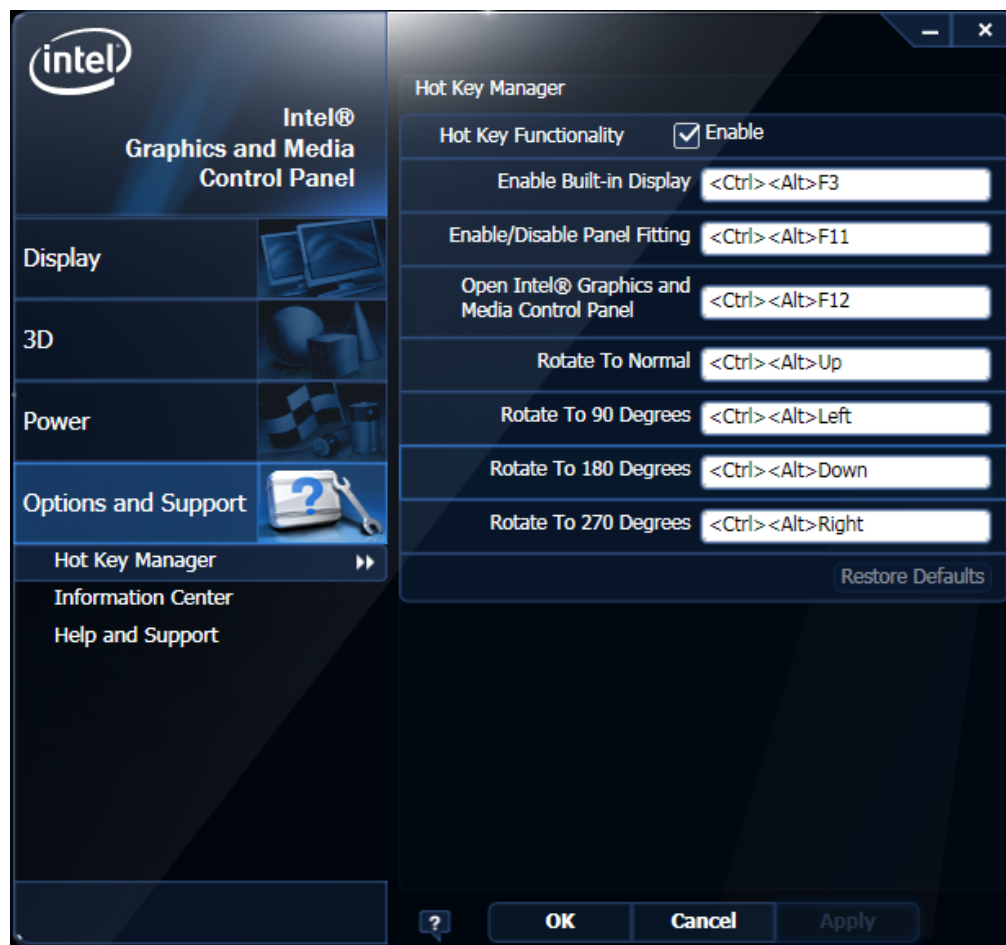 intel
Intel®
Graphics and Media
Control Panel
Display
3D
Power
Options and Support
Hot Key Manager
Information Center
Help and Support
Hot Key Manager
Hot Key Functionality Enable
Enable Built-in Display <Ctrl><Alt>F3
Enable/Disable Panel Fitting <Ctrl><Alt>F11
Open Intel® Graphics and
Media Control Panel <Ctrl><Alt>F12
Rotate To Normal <Ctrl><Alt>Up
Rotate To 90 Degrees <Ctrl><Alt>Left
Rotate To 180 Degrees <Ctrl><Alt>Down
Rotate To 270 Degrees <Ctrl><Alt>Right
Restore Defaults
? OK Cancel Apply